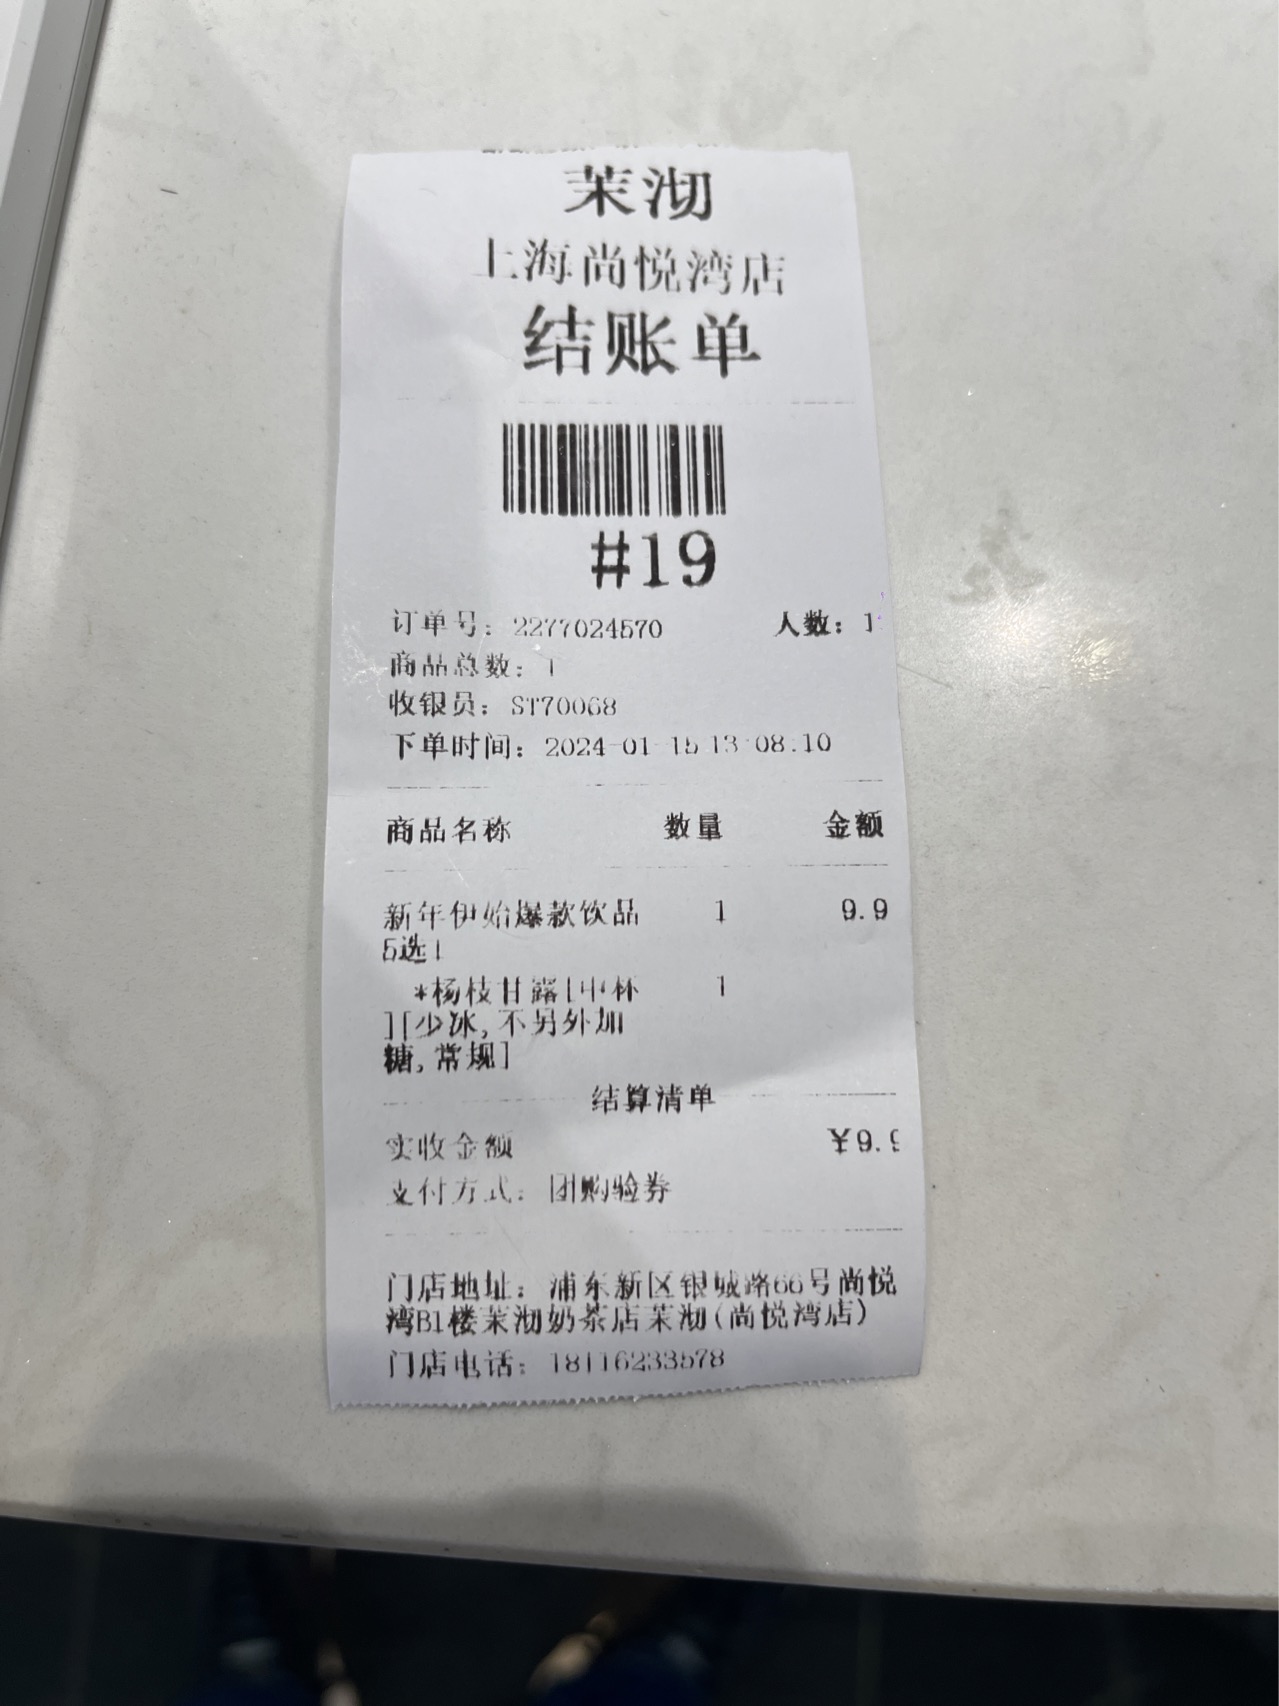 茉沏
上海尚悦湾店
结账单
#19
订单号：2277024570 人数：1
商品总数：1
收银员：ST70068
下单时间：2024-01-15 13:08:10
商品名称 数量 金额
新年伊始爆款饮品 1 9.9
5选1
*杨枝甘露[中杯 1
][少冰,不另外加
糖,常规]
结算清单
实收金额 ¥9.9
支付方式：团购验券
门店地址：浦东新区银城路66号尚悦
湾B1楼茉沏奶茶店茉沏(尚悦湾店)
门店电话：18116233578